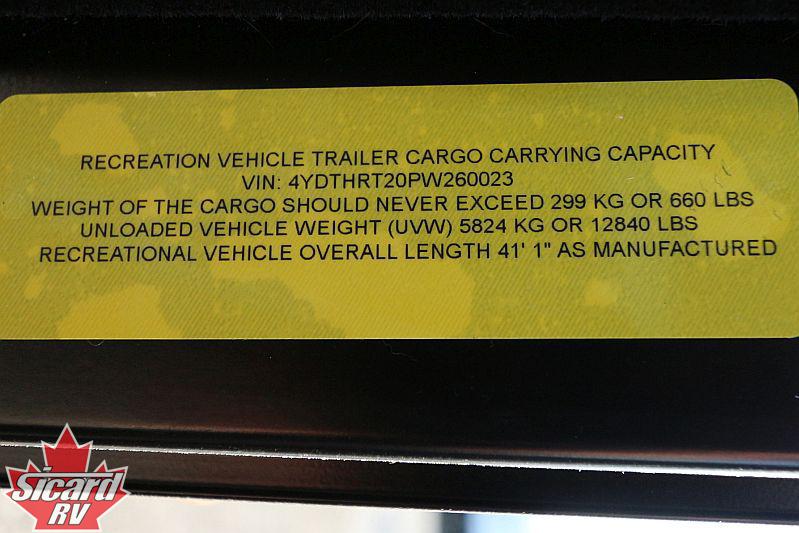 RECREATION VEHICLE TRAILER CARGO CARRYING CAPACITY
VIN: 4YDTHRT20PW260023
WEIGHT OF THE CARGO SHOULD NEVER EXCEED 299 KG OR 660 LBS
UNLOADED VEHICLE WEIGHT (UVW) 5824 KG OR 12840 LBS
RECREATIONAL VEHICLE OVERALL LENGTH 41' 1" AS MANUFACTURED
Sicard
RV